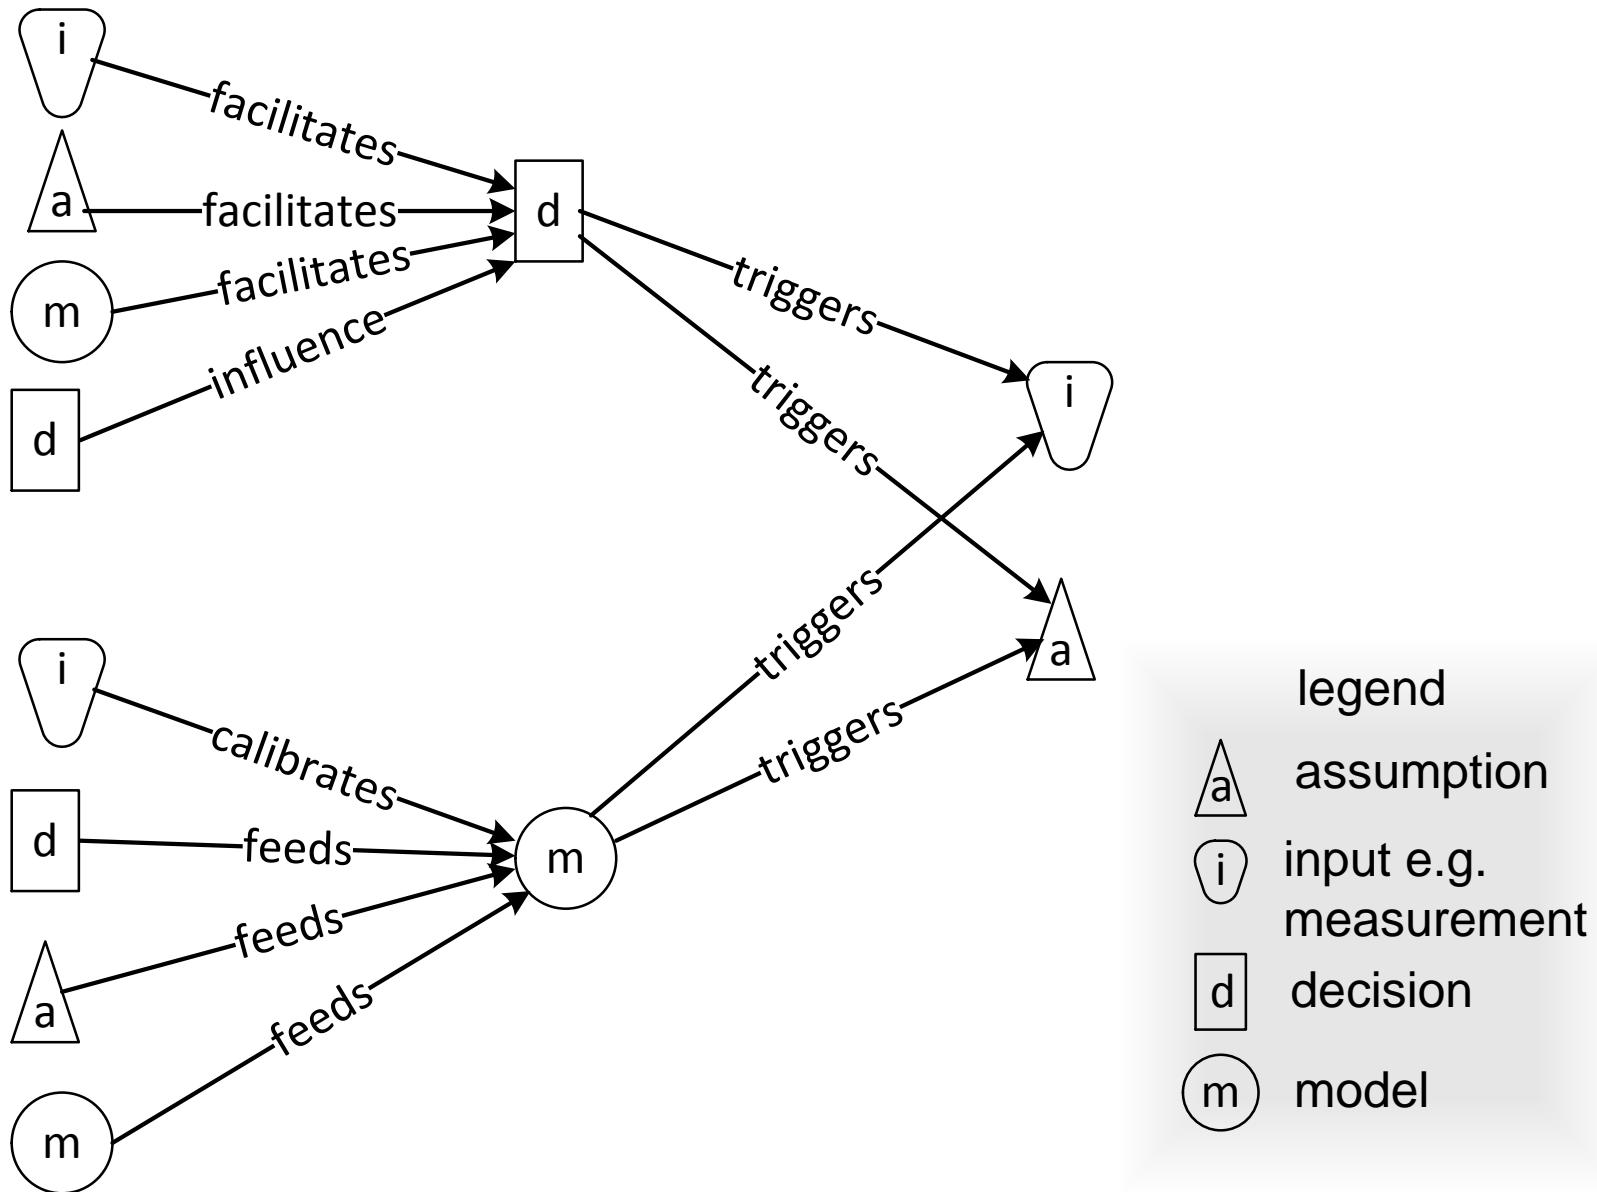 i
facilitates
a
facilitates
d
facilitates
m
influence
d
triggers
triggers
i
triggers
a
triggers
i
calibrates
d
feeds
m
feeds
a
feeds
m
legend
a
assumption
i
input e.g.
measurement
d
decision
m
model